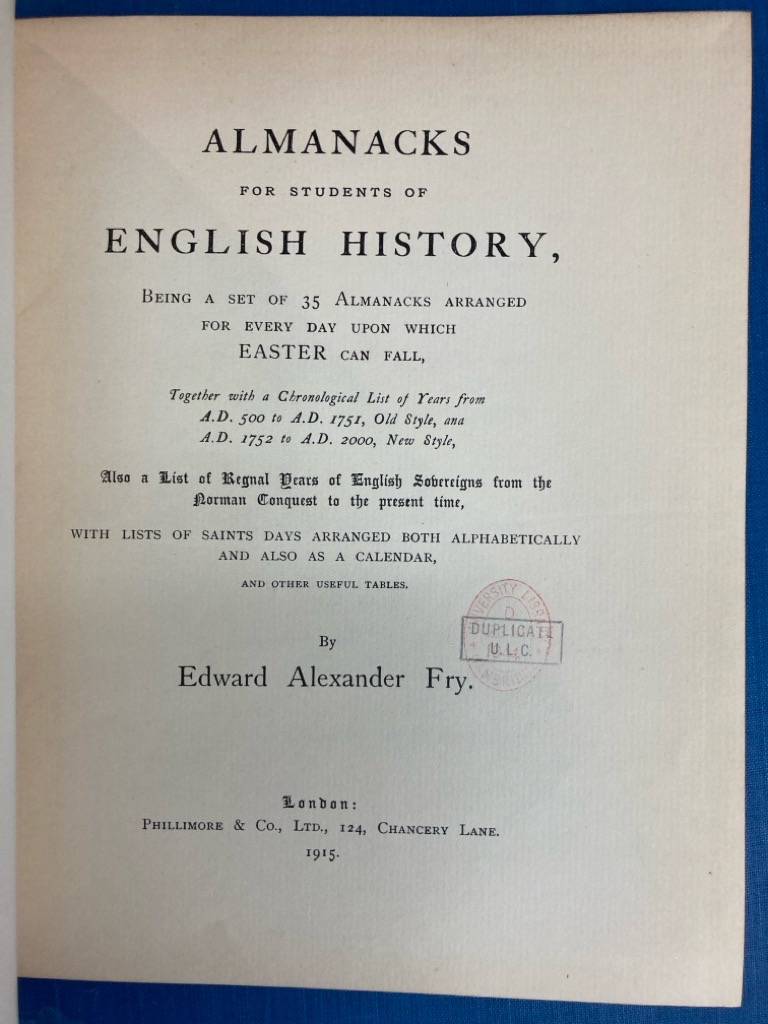 ALMANACKS
FOR STUDENTS OF
ENGLISH HISTORY,
BEING A SET OF 35 ALMANACKS ARRANGED
FOR EVERY DAY UPON WHICH
EASTER CAN FALL,
Together with a Chronological List of Years from
A.D. 500 to A.D. 1751, Old Style, and
A.D. 1752 to A.D. 2000, New Style,
Also a List of Regnal Years of English Sovereigns from the
Norman Conquest to the present time,
WITH LISTS OF SAINTS DAYS ARRANGED BOTH ALPHABETICALLY
AND ALSO AS A CALENDAR,
AND OTHER USEFUL TABLES.
DUPLICATE
U.L.C.
By
Edward Alexander Fry.
London:
PHILLIMORE & CO., LTD., 124, CHANCERY LANE.
1915.